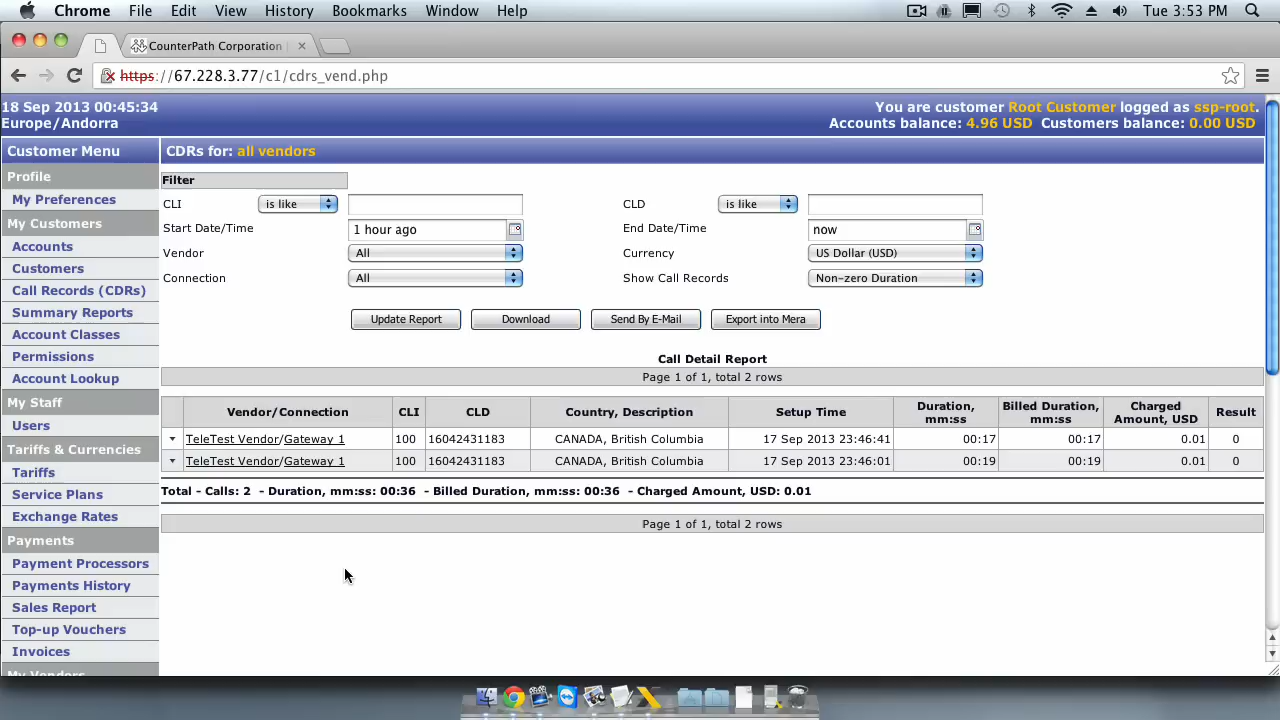 Chrome File Edit View History Bookmarks Window Help Tue 3:53 PM
CounterPath Corporation
https://67.228.3.77/c1/cdrs_vend.php
18 Sep 2013 00:45:34 You are customer Root Customer logged as ssp-root.
Europe/Andorra Accounts balance: 4.96 USD Customers balance: 0.00 USD
Customer Menu
Profile
My Preferences
My Customers
Accounts
Customers
Call Records (CDRs)
Summary Reports
Account Classes
Permissions
Account Lookup
My Staff
Users
Tariffs & Currencies
Tariffs
Service Plans
Exchange Rates
Payments
Payment Processors
Payments History
Sales Report
Top-up Vouchers
Invoices
My Vendors
CDRs for: all vendors
Filter
CLI is like CLD is like
Start Date/Time 1 hour ago End Date/Time now
Vendor All Currency US Dollar (USD)
Connection All Show Call Records Non-zero Duration
Update Report Download Send By E-Mail Export into Mera
Call Detail Report
Page 1 of 1, total 2 rows
Vendor/Connection CLI CLD Country, Description Setup Time Duration, mm:ss Billed Duration, mm:ss Charged Amount, USD Result
TeleTest Vendor/Gateway 1 100 16042431183 CANADA, British Columbia 17 Sep 2013 23:46:41 00:17 00:17 0.01 0
TeleTest Vendor/Gateway 1 100 16042431183 CANADA, British Columbia 17 Sep 2013 23:46:01 00:19 00:19 0.01 0
Total - Calls: 2 - Duration, mm:ss: 00:36 - Billed Duration, mm:ss: 00:36 - Charged Amount, USD: 0.01
Page 1 of 1, total 2 rows